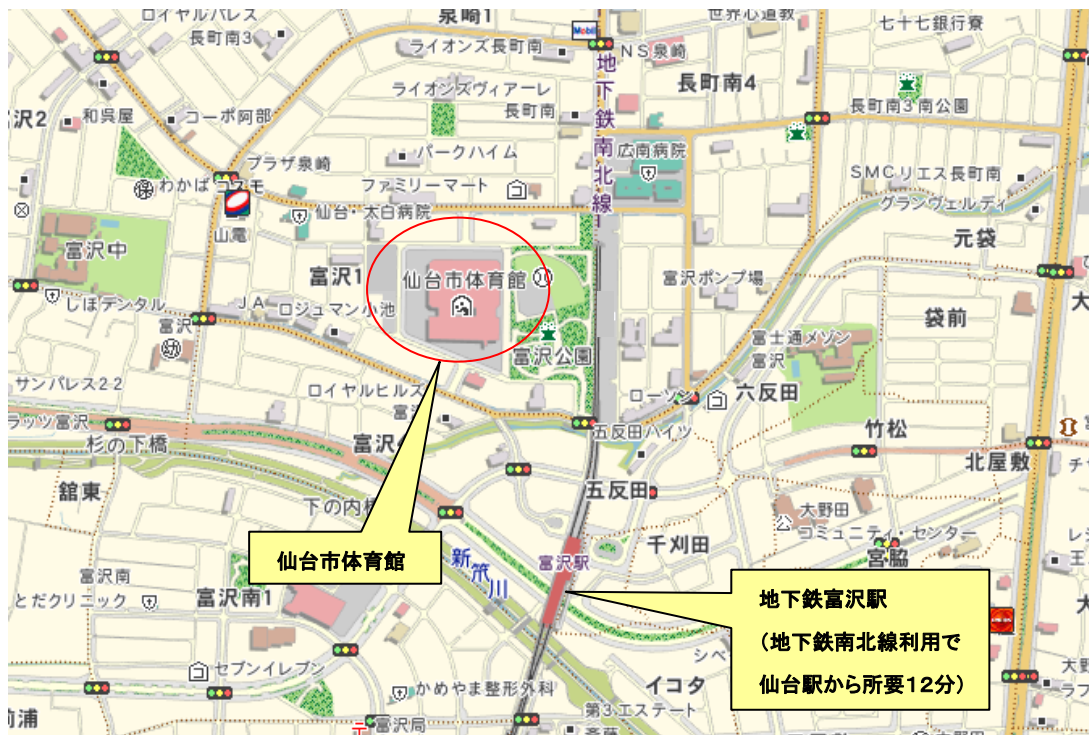 ロイヤルパレス
長町南3
泉崎1
Mobil
世界心道教
七十七銀行寮
ライオンズ長町南
NS泉崎
地下鉄南北線
長町南4
ライオンズヴィアーレ
長町南
長町南3南公園
和呉屋
コーポ阿部
パークハイム
広南病院
プラザ泉崎
わかば
コスモ
ファミリーマート
SMCリエス長町南
グランヴェルディ
仙台・太白病院
富沢中
富沢1
仙台市体育館
富沢ポンプ場
元袋
しほデンタル
JA
ロジュマン小池
富沢
袋前
富沢公園
富士通メゾン
富沢
サンパレス22
ロイヤルヒルズ
ローソン
六反田
ラッツ富沢
五反田ハイツ
竹松
杉の下橋
北屋敷
舘東
五反田
下の内橋
大野田
コミュニティ・センター
仙台市体育館
千刈田
宮脇
新笊川
富沢駅
富沢南
とだクリニック
富沢南1
地下鉄富沢駅
(地下鉄南北線利用で
仙台駅から所要12分)
セブンイレブン
かめやま整形外科
イコタ
第3エステート
富沢局